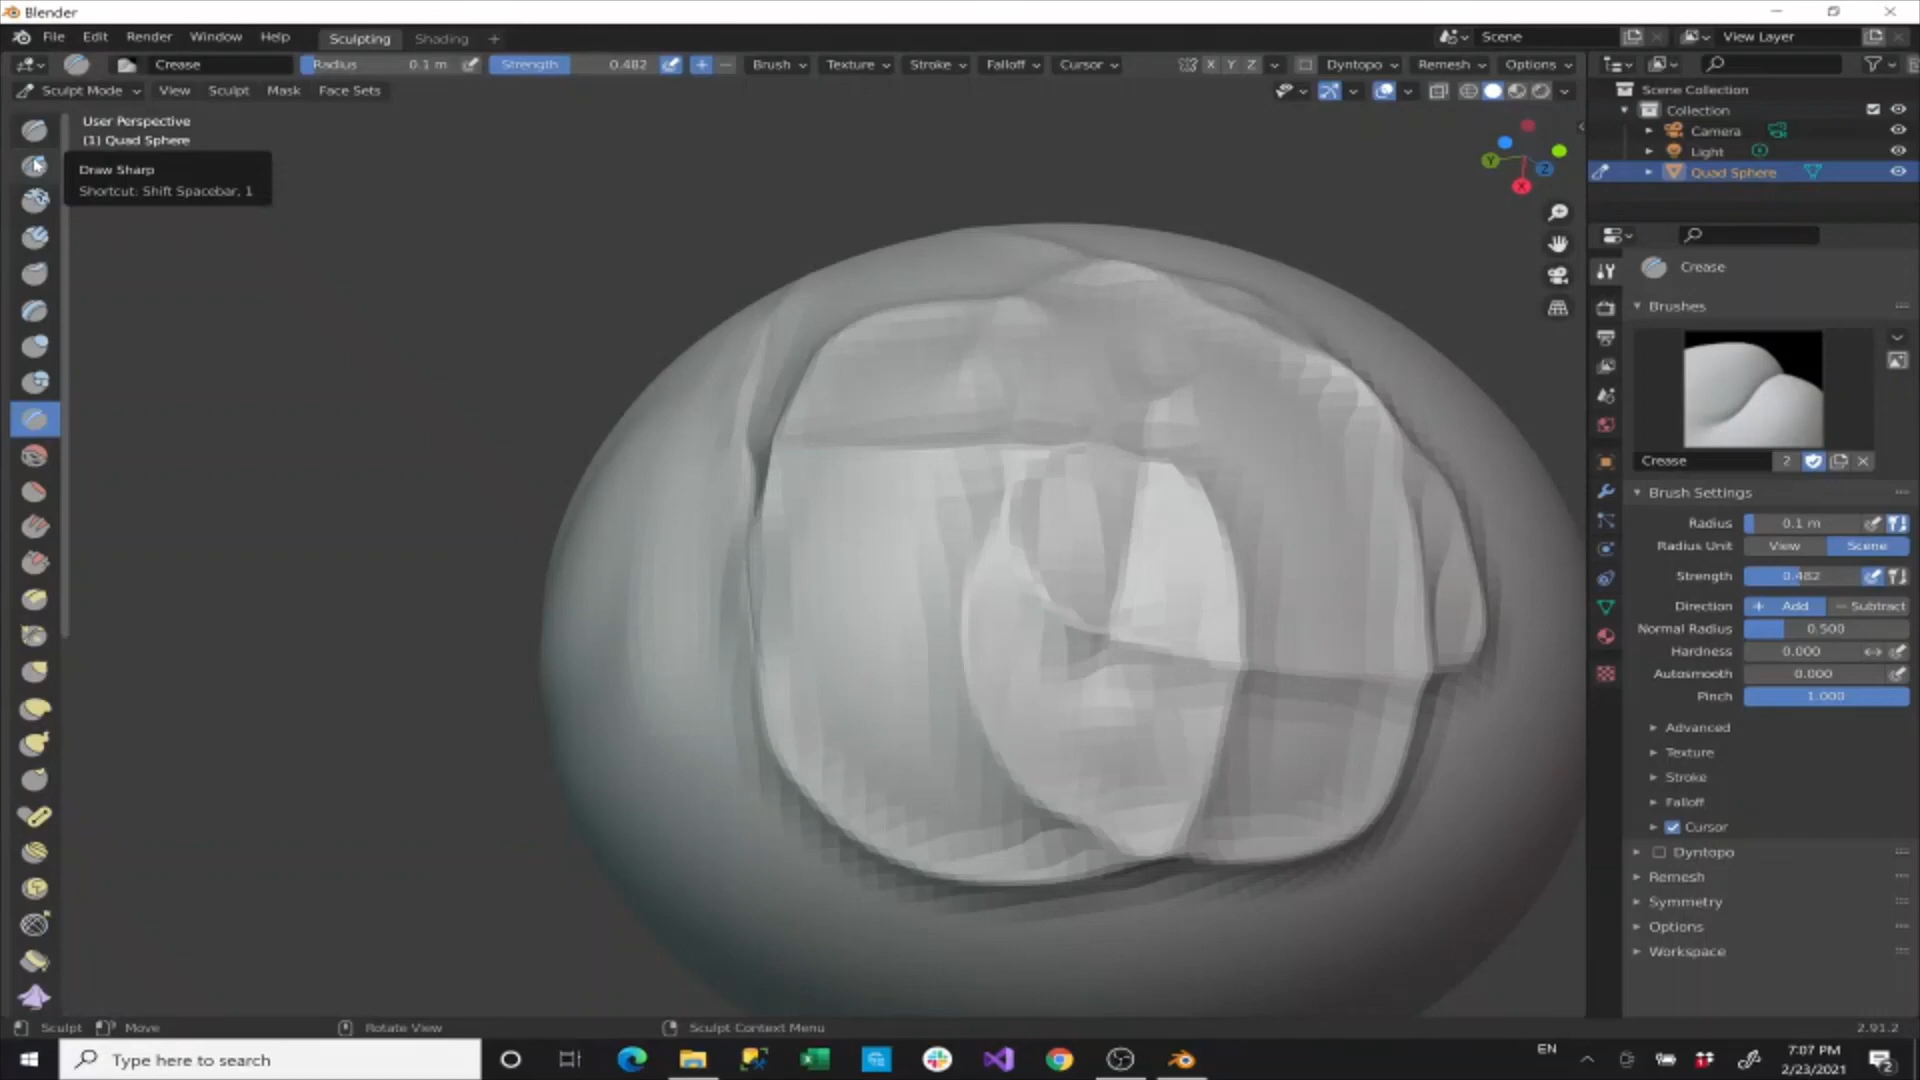 Blender
File Edit Render Window Help Sculpting Shading + Scene View Layer
Crease Radius 0.1 m Strength 0.482 + − Brush Texture Stroke Falloff Cursor X Y Z Dyntopo Remesh Options
Sculpt Mode View Sculpt Mask Face Sets
User Perspective
(1) Quad Sphere
Draw Sharp
Shortcut: Shift Spacebar, 1
Y
Z
X
Scene Collection
Collection
Camera
Light
Quad Sphere
Crease
Brushes
Crease 2
Brush Settings
Radius 0.1 m
Radius Unit View Scene
Strength 0.482
Direction + Add − Subtract
Normal Radius 0.500
Hardness 0.000
Autosmooth 0.000
Pinch 1.000
Advanced
Texture
Stroke
Falloff
Cursor
Dyntopo
Remesh
Symmetry
Options
Workspace
Sculpt Move Rotate View Sculpt Context Menu 2.91.2
Type here to search
EN
7:07 PM
2/23/2021
2